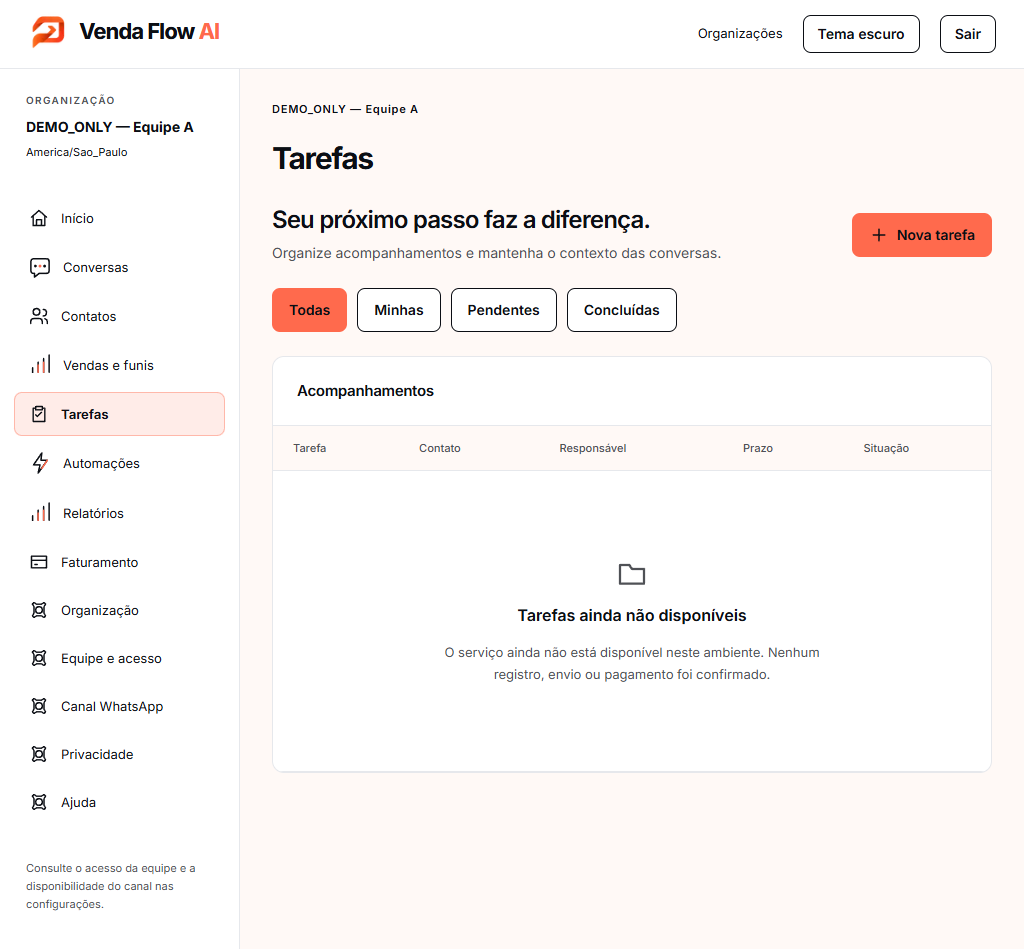 Venda Flow AI
Organizações
Tema escuro
Sair
ORGANIZAÇÃO
DEMO_ONLY — Equipe A
America/Sao_Paulo
Início
Conversas
Contatos
Vendas e funis
Tarefas
Automações
Relatórios
Faturamento
Organização
Equipe e acesso
Canal WhatsApp
Privacidade
Ajuda
Consulte o acesso da equipe e a
disponibilidade do canal nas
configurações.
DEMO_ONLY — Equipe A
Tarefas
Seu próximo passo faz a diferença.
Organize acompanhamentos e mantenha o contexto das conversas.
Nova tarefa
Todas
Minhas
Pendentes
Concluídas
Acompanhamentos
Tarefa Contato Responsável Prazo Situação
Tarefas ainda não disponíveis
O serviço ainda não está disponível neste ambiente. Nenhum
registro, envio ou pagamento foi confirmado.